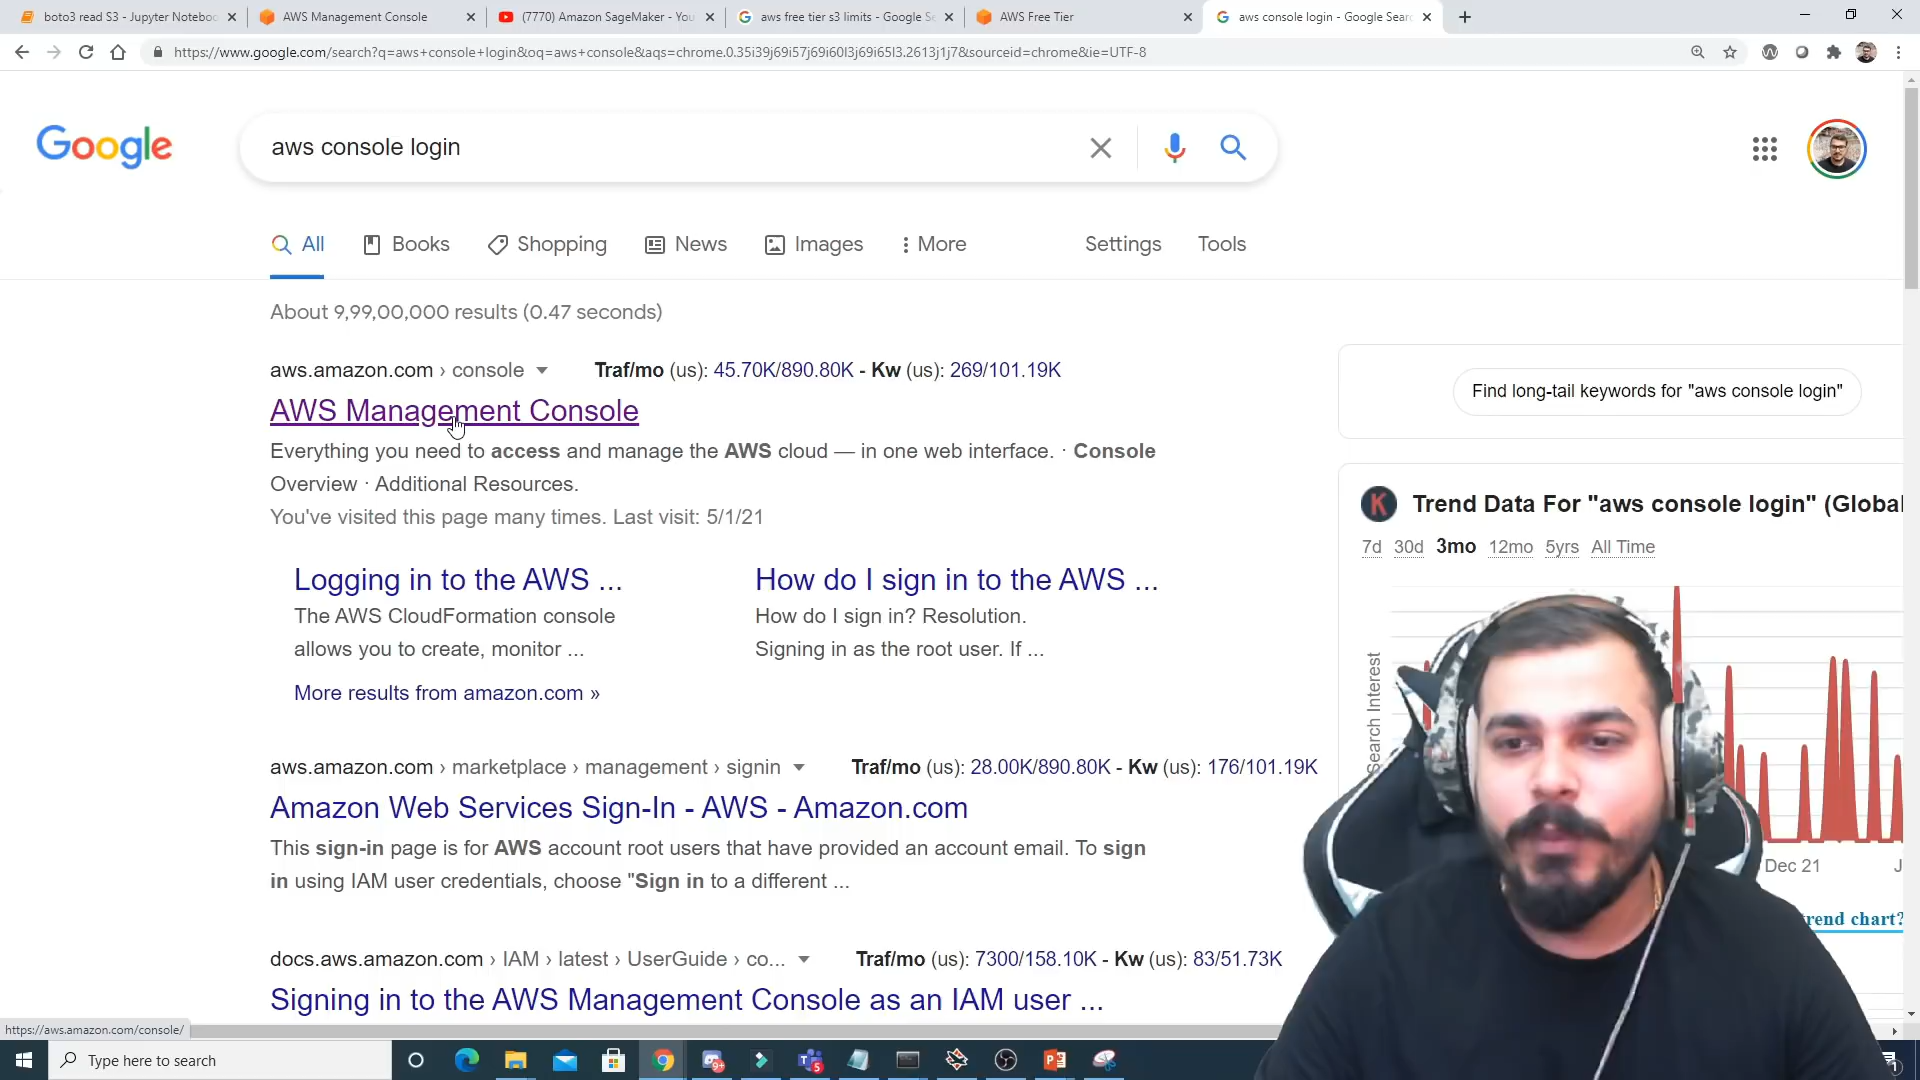 boto3 read S3 - Jupyter Noteboo
AWS Management Console
(7770) Amazon SageMaker - You
aws free tier s3 limits - Google Se
AWS Free Tier
aws console login - Google Searc
https://www.google.com/search?q=aws+console+login&oq=aws+console&aqs=chrome.0.35i39j69i57j69i60l3j69i65l3.2613j1j7&sourceid=chrome&ie=UTF-8
Google
aws console login
All
Books
Shopping
News
Images
More
Settings
Tools
About 9,99,00,000 results (0.47 seconds)
aws.amazon.com › console
Traf/mo (us): 45.70K/890.80K - Kw (us): 269/101.19K
AWS Management Console
Everything you need to access and manage the AWS cloud — in one web interface. · Console
Overview · Additional Resources.
You've visited this page many times. Last visit: 5/1/21
Logging in to the AWS ...
The AWS CloudFormation console
allows you to create, monitor ...
How do I sign in to the AWS ...
How do I sign in? Resolution.
Signing in as the root user. If ...
More results from amazon.com »
aws.amazon.com › marketplace › management › signin
Traf/mo (us): 28.00K/890.80K - Kw (us): 176/101.19K
Amazon Web Services Sign-In - AWS - Amazon.com
This sign-in page is for AWS account root users that have provided an account email. To sign
in using IAM user credentials, choose "Sign in to a different ...
docs.aws.amazon.com › IAM › latest › UserGuide › co...
Traf/mo (us): 7300/158.10K - Kw (us): 83/51.73K
Signing in to the AWS Management Console as an IAM user ...
Find long-tail keywords for "aws console login"
K
Trend Data For "aws console login" (Global
7d 30d 3mo 12mo 5yrs All Time
Search Interest
Dec 21
J
trend chart?
https://aws.amazon.com/console/
Type here to search
9+
5
1